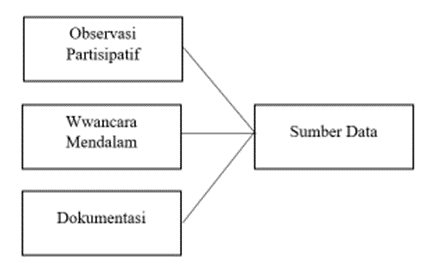 Observasi
Partisipatif
Wwancara
Mendalam
Sumber Data
Dokumentasi